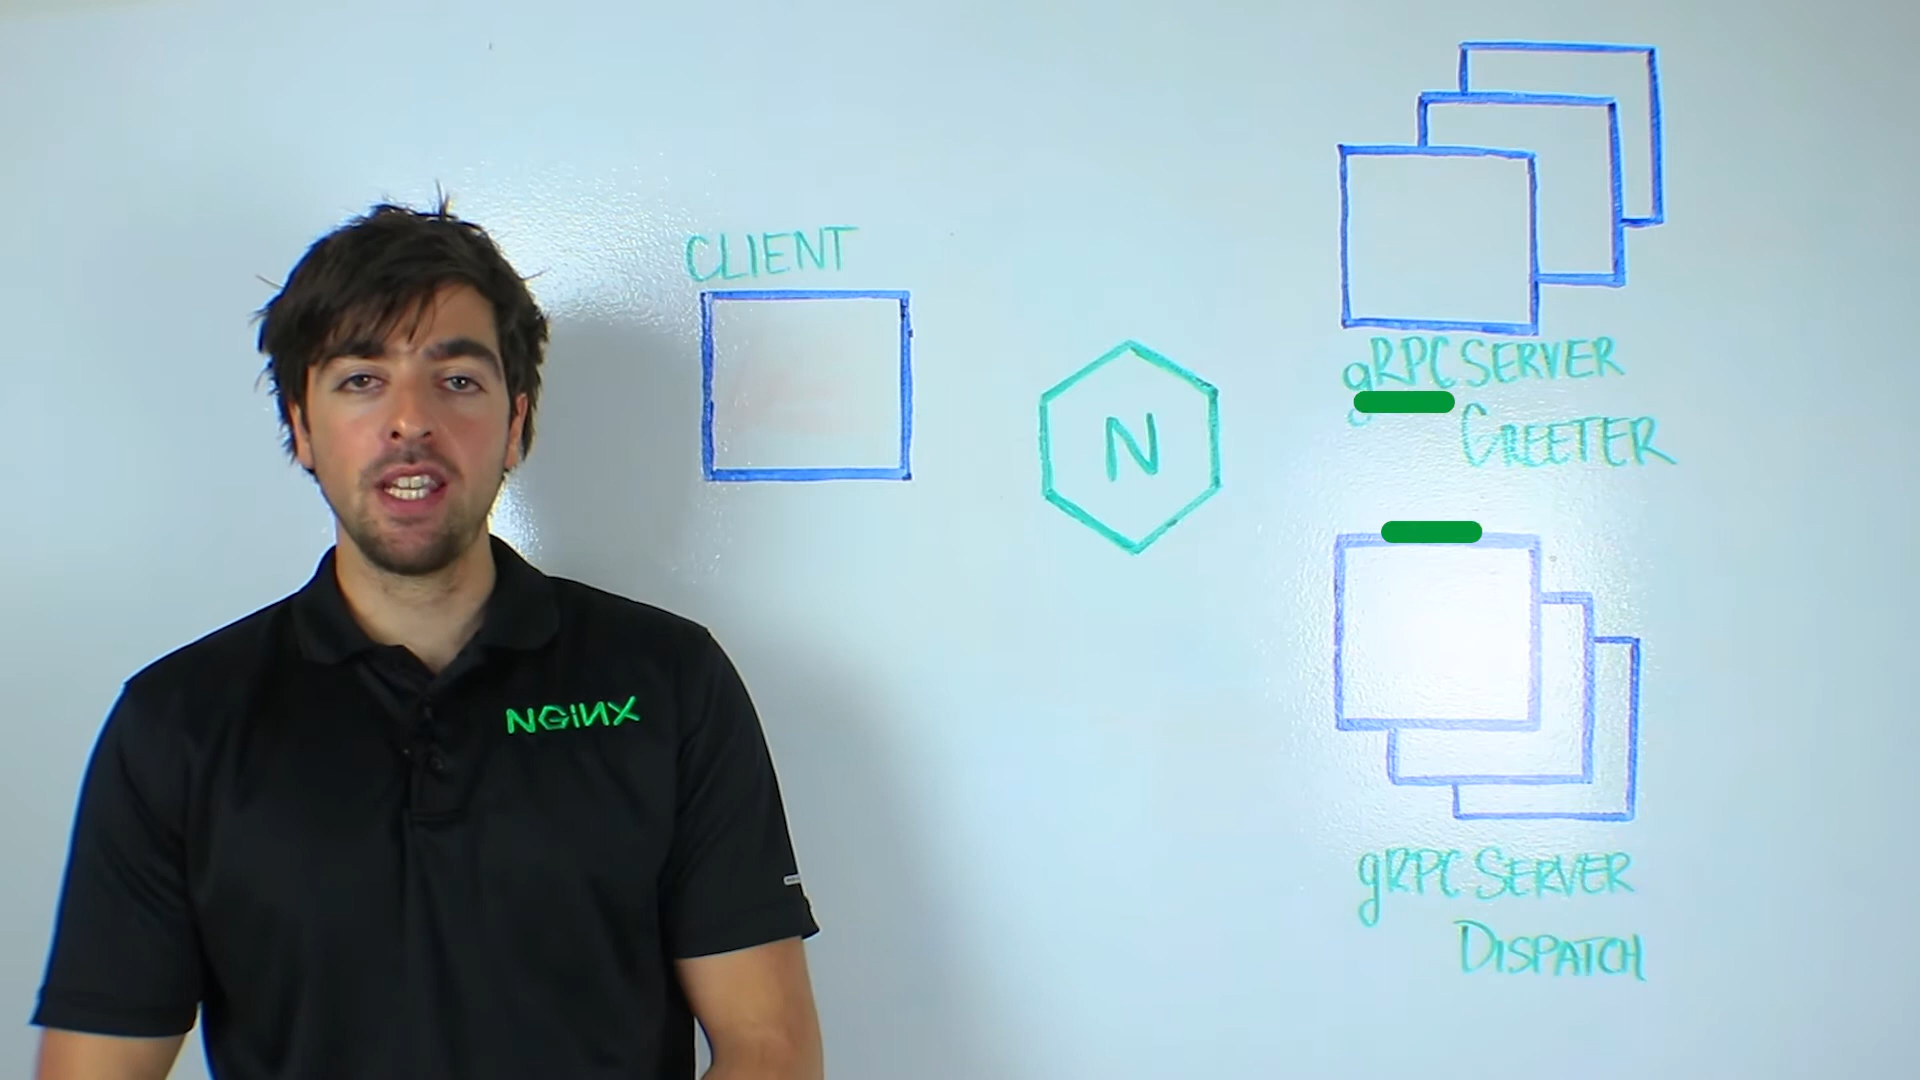 CLIENT
N
gRPC SERVER
GREETER
gRPC SERVER
DISPATCH
NGINX